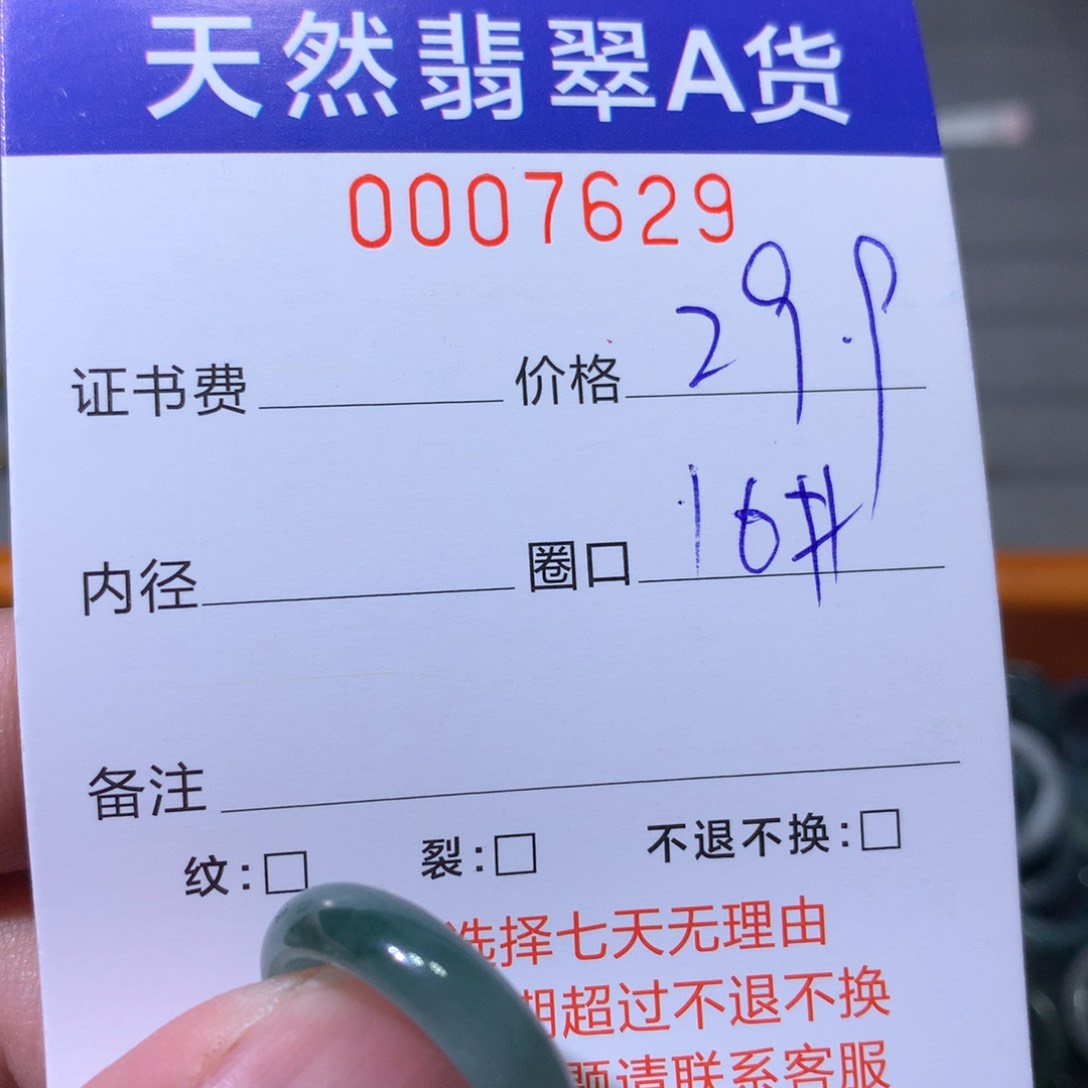 天然翡翠A货
0007629
证书费 价格 29.9
内径 圈口 16#
备注
纹:□ 裂:□ 不退不换:□
选择七天无理由
期超过不退不换
题请联系客服